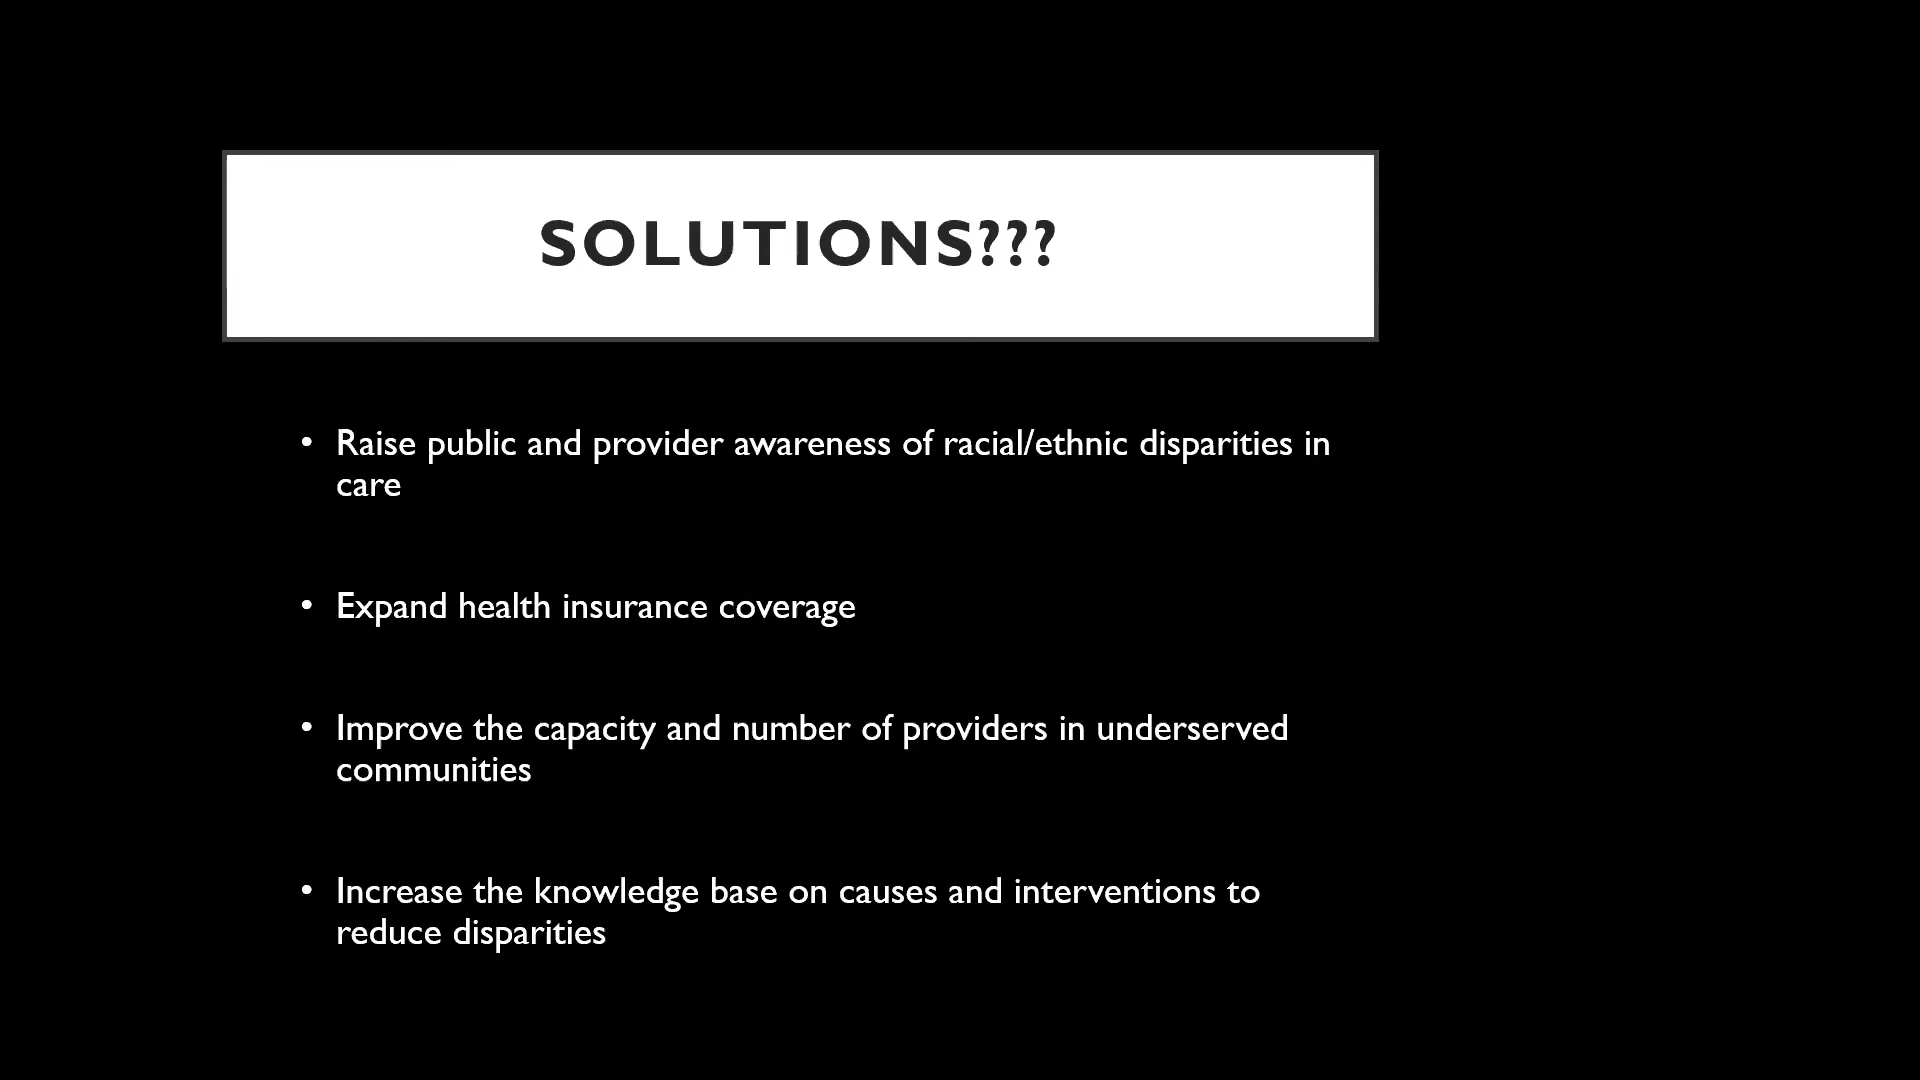 SOLUTIONS???
• Raise public and provider awareness of racial/ethnic disparities in
care
• Expand health insurance coverage
• Improve the capacity and number of providers in underserved
communities
• Increase the knowledge base on causes and interventions to
reduce disparities